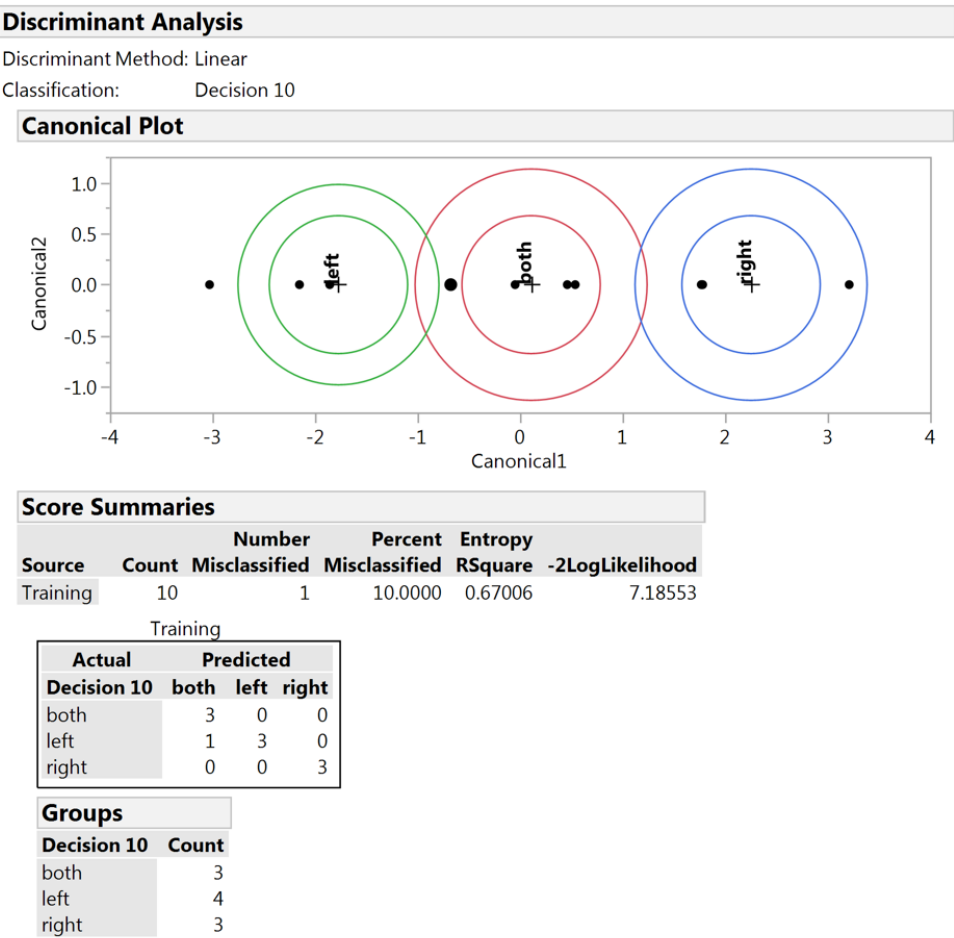 Discriminant Analysis
Discriminant Method: Linear
Classification: Decision 10
Canonical Plot
1.0
0.5
0.0
-0.5
-1.0
Canonical2
left
both
right
-4 -3 -2 -1 0 1 2 3 4
Canonical1
Score Summaries
Number Percent Entropy
Source Count Misclassified Misclassified RSquare -2LogLikelihood
Training 10 1 10.0000 0.67006 7.18553
Training
Actual Predicted
Decision 10 both left right
both 3 0 0
left 1 3 0
right 0 0 3
Groups
Decision 10 Count
both 3
left 4
right 3